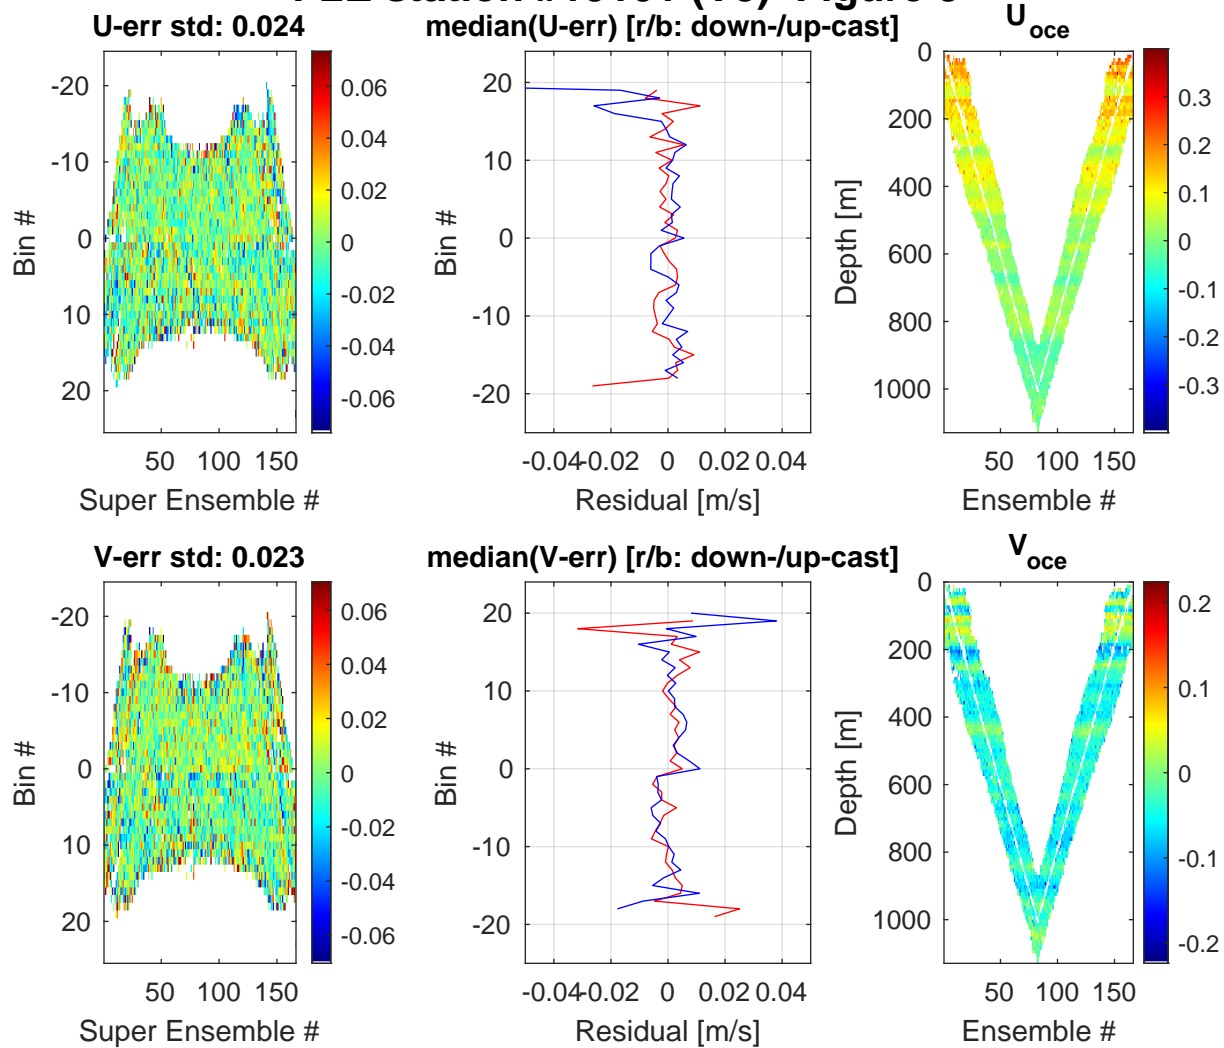 U-err std: 0.024
median(U-err) [r/b: down-/up-cast]
U oce
-20
-10
0
10
20
Bin #
50 100 150
Super Ensemble #
0.06
0.04
0.02
0
-0.02
-0.04
-0.06
20
10
0
-10
-20
Bin #
-0.04 -0.02 0 0.02 0.04
Residual [m/s]
0
200
400
600
800
1000
Depth [m]
50 100 150
Ensemble #
0.3
0.2
0.1
0
-0.1
-0.2
-0.3
V-err std: 0.023
median(V-err) [r/b: down-/up-cast]
V oce
-20
-10
0
10
20
Bin #
50 100 150
Super Ensemble #
0.06
0.04
0.02
0
-0.02
-0.04
-0.06
20
10
0
-10
-20
Bin #
-0.04 -0.02 0 0.02 0.04
Residual [m/s]
0
200
400
600
800
1000
Depth [m]
50 100 150
Ensemble #
0.2
0.1
0
-0.1
-0.2